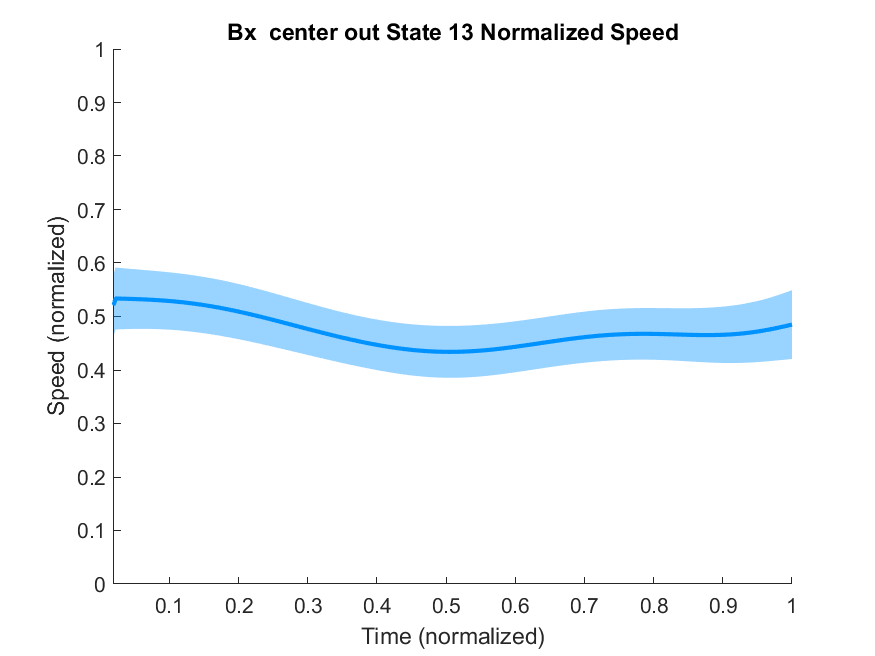 Bx  center out State 13 Normalized Speed
1
0.9
0.8
0.7
0.6
0.5
0.4
0.3
0.2
0.1
0
Speed (normalized)
0.1 0.2 0.3 0.4 0.5 0.6 0.7 0.8 0.9 1
Time (normalized)